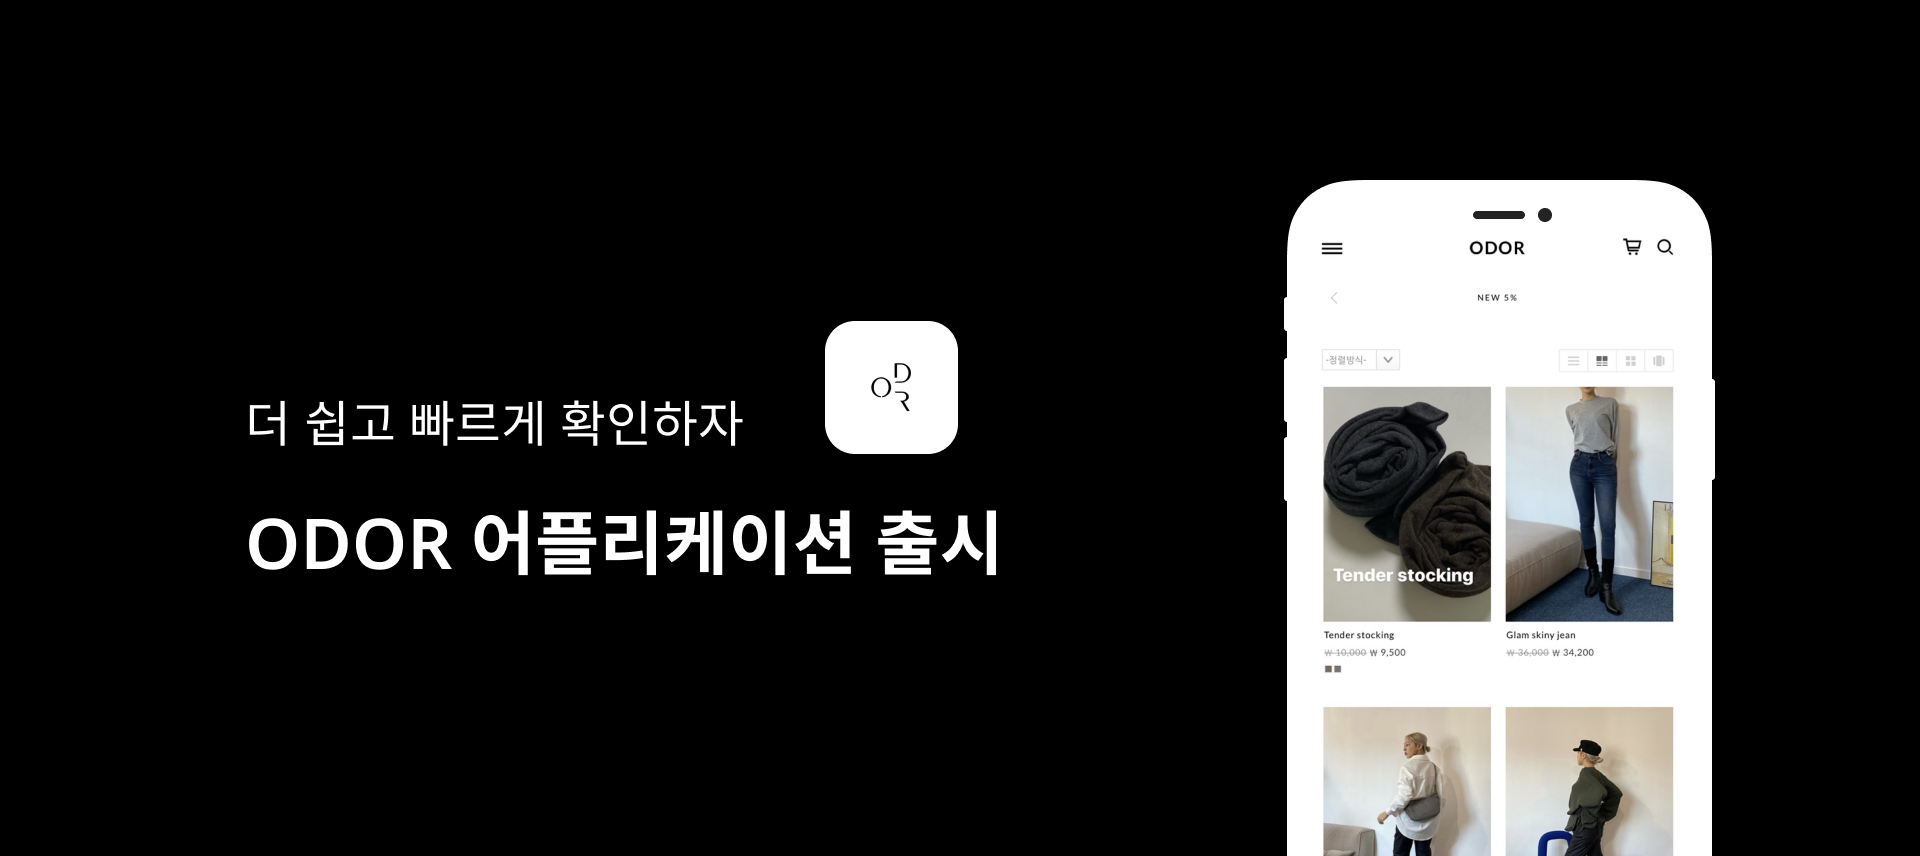 더 쉽고 빠르게 확인하자
ODOR
ODOR 어플리케이션 출시
ODOR
NEW 5%
-정렬방식-
Tender stocking
Tender stocking
₩ 10,000 ₩ 9,500
Glam skiny jean
₩ 36,000 ₩ 34,200